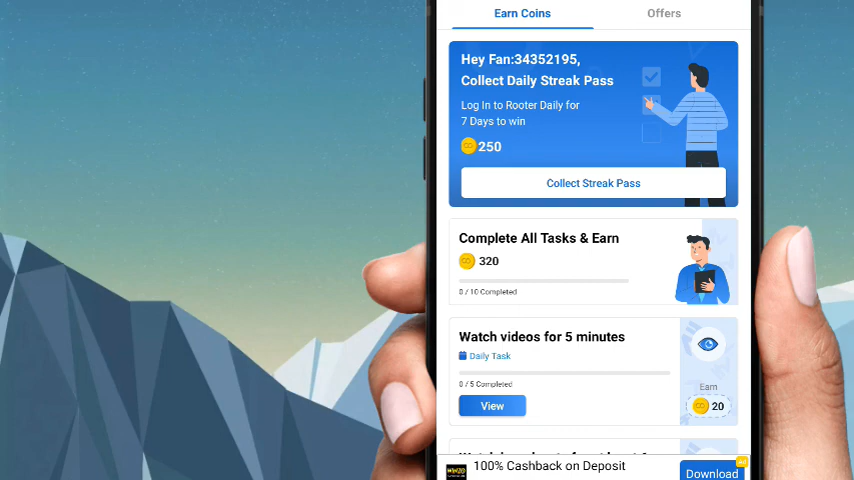 Earn Coins
Offers
Hey Fan:34352195,
Collect Daily Streak Pass
Log In to Rooter Daily for
7 Days to win
250
Collect Streak Pass
Complete All Tasks & Earn
320
0 / 10 Completed
Watch videos for 5 minutes
Daily Task
0 / 5 Completed
View
Earn
20
100% Cashback on Deposit
Download